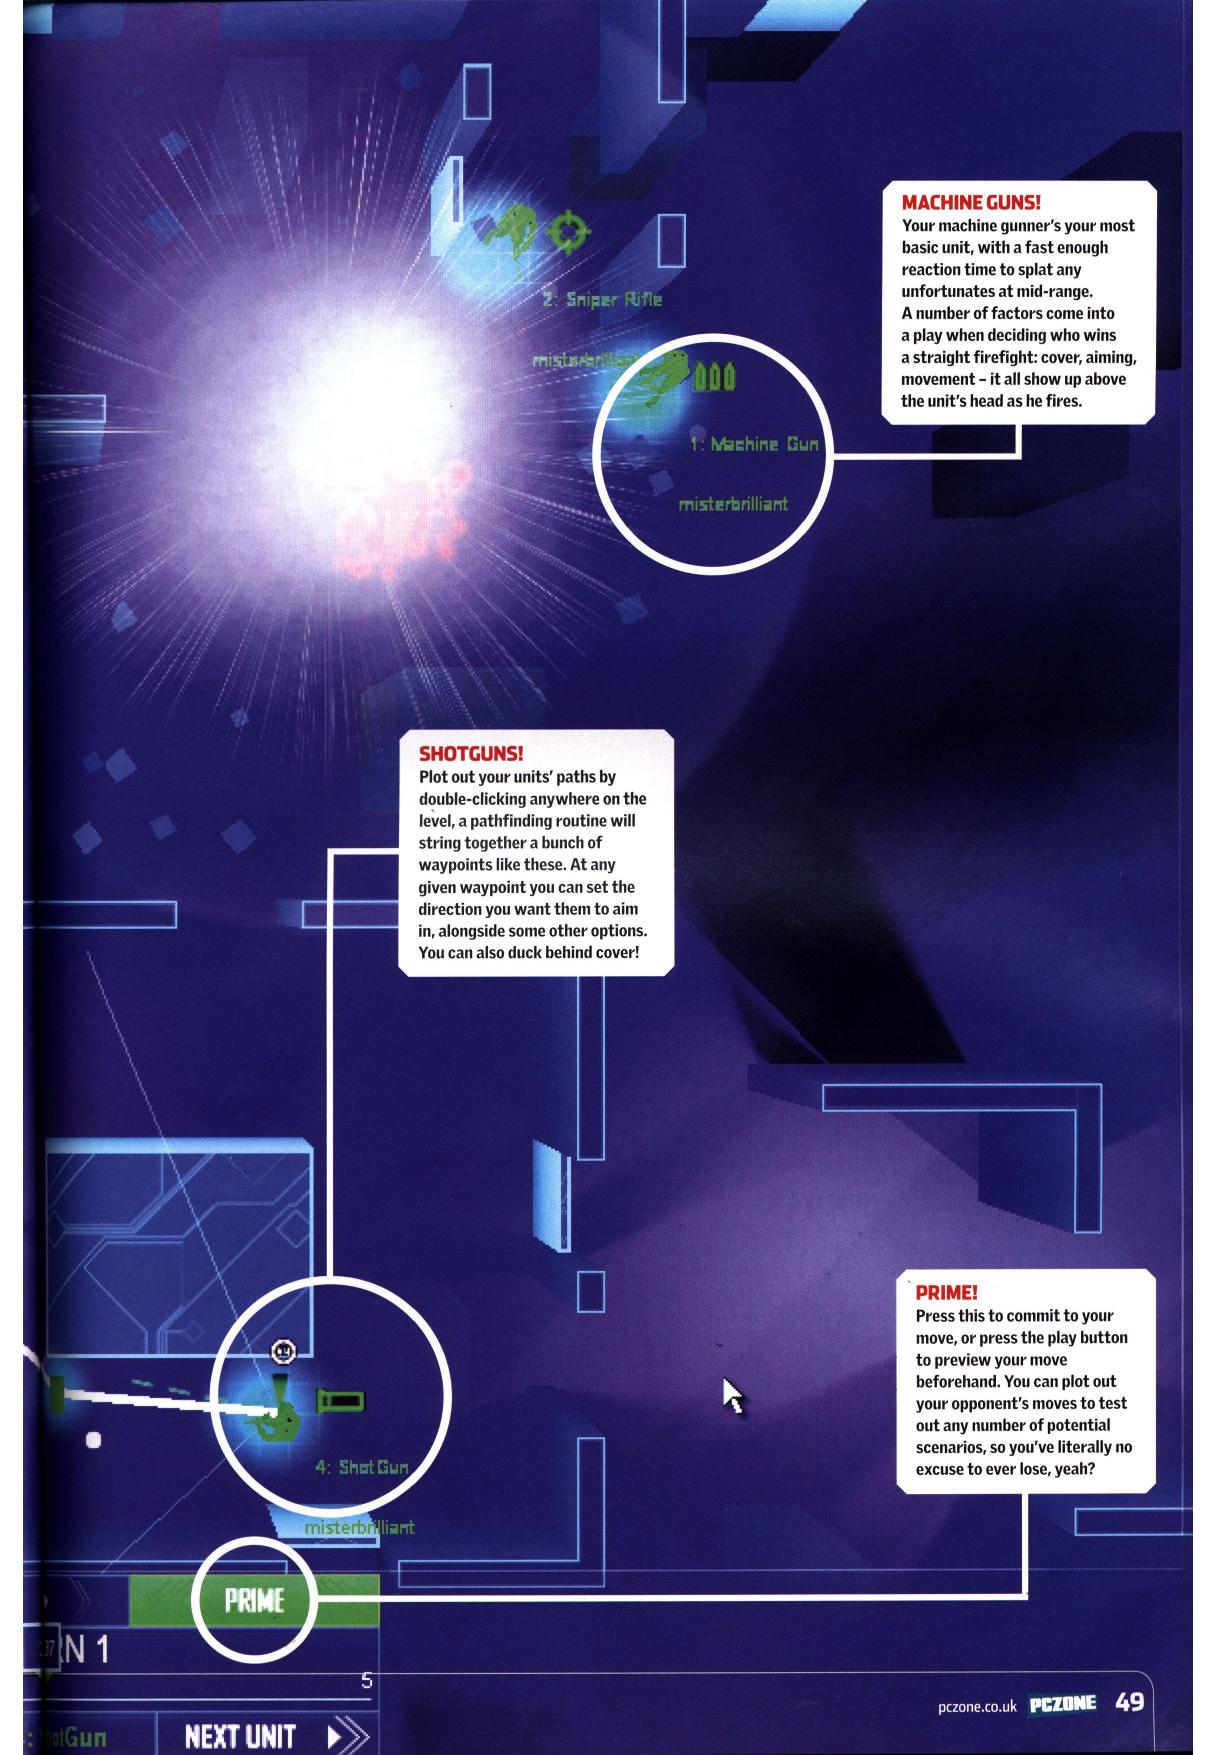 MACHINE GUNS!
Your machine gunner's your most
basic unit, with a fast enough
reaction time to splat any
unfortunates at mid-range.
A number of factors come into
a play when deciding who wins
a straight firefight: cover, aiming,
movement – it all show up above
the unit's head as he fires.
2: Sniper Rifle
misterbrilliant
1: Machine Gun
misterbrilliant
SHOTGUNS!
Plot out your units' paths by
double-clicking anywhere on the
level, a pathfinding routine will
string together a bunch of
waypoints like these. At any
given waypoint you can set the
direction you want them to aim
in, alongside some other options.
You can also duck behind cover!
PRIME!
Press this to commit to your
move, or press the play button
to preview your move
beforehand. You can plot out
your opponent's moves to test
out any number of potential
scenarios, so you've literally no
excuse to ever lose, yeah?
4: ShotGun
misterbrilliant
PRIME
RN 1
5
NEXT UNIT
pczone.co.uk PCZONE 49